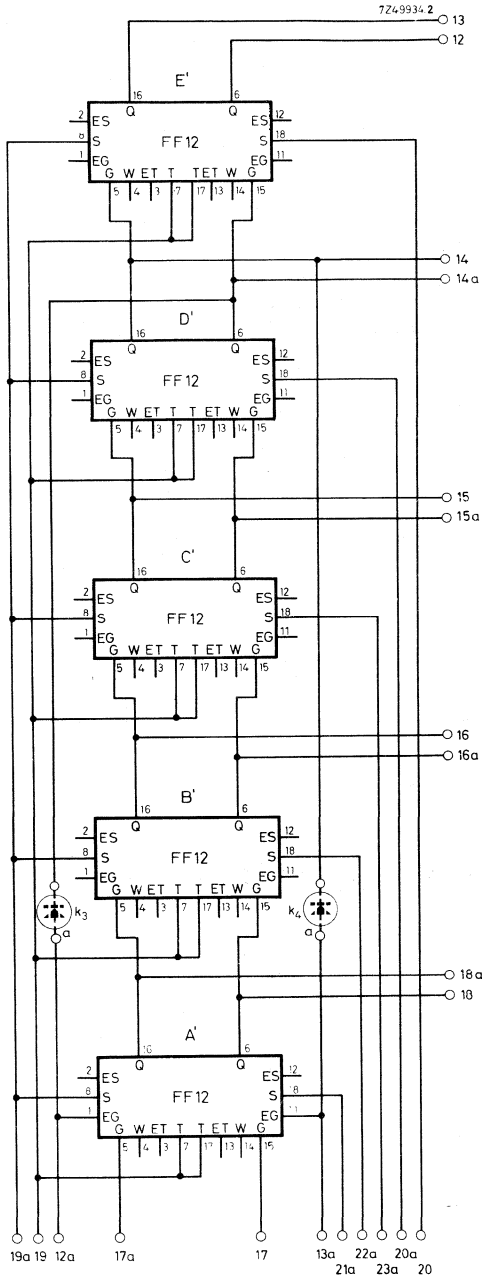 7Z49934.2
13
12
E'
16 6
Q Q
2 ES ES 12
8 S FF12 S 18
1 EG EG 11
G W ET T T ET W G
5 4 3 7 17 13 14 15
14
14a
D'
16 6
Q Q
2 ES ES 12
8 S FF12 S 18
1 EG EG 11
G W ET T T ET W G
5 4 3 7 17 13 14 15
15
15a
C'
16 6
Q Q
2 ES ES 12
8 S FF12 S 18
1 EG EG 11
G W ET T T ET W G
5 4 3 7 17 13 14 15
16
16a
B'
16 6
Q Q
2 ES ES 12
8 S FF12 S 18
1 EG EG 11
G W ET T T ET W G
5 4 3 7 17 13 14 15
k3 k4
a a
18a
18
A'
16 6
Q Q
2 ES ES 12
8 S FF12 S 18
1 EG EG 11
G W ET T T ET W G
5 4 3 7 17 13 14 15
19a 19 12a 17a 17 13a 21a 22a 23a 20a 20